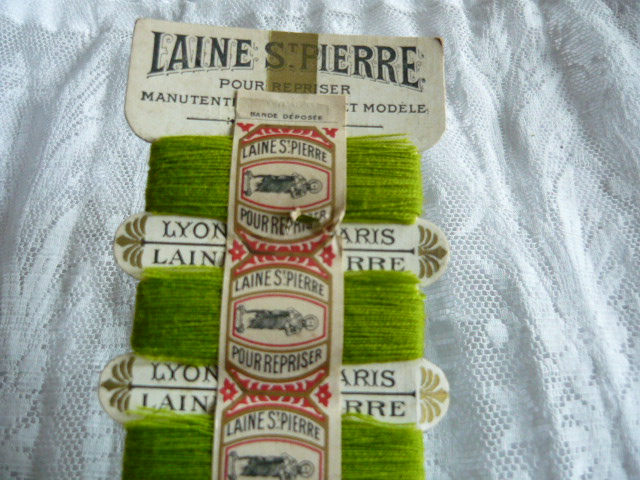 LAINE ST PIERRE
POUR REPRISER
MANUTENTI ET MODÈLE
BANDE DÉPOSÉE
LAINE ST PIERRE
POUR REPRISER
LYON ARIS
LAIN RRE
LAINE ST PIERRE
POUR REPRISER
LYON ARIS
LAIN RRE
LAINE ST PIERRE